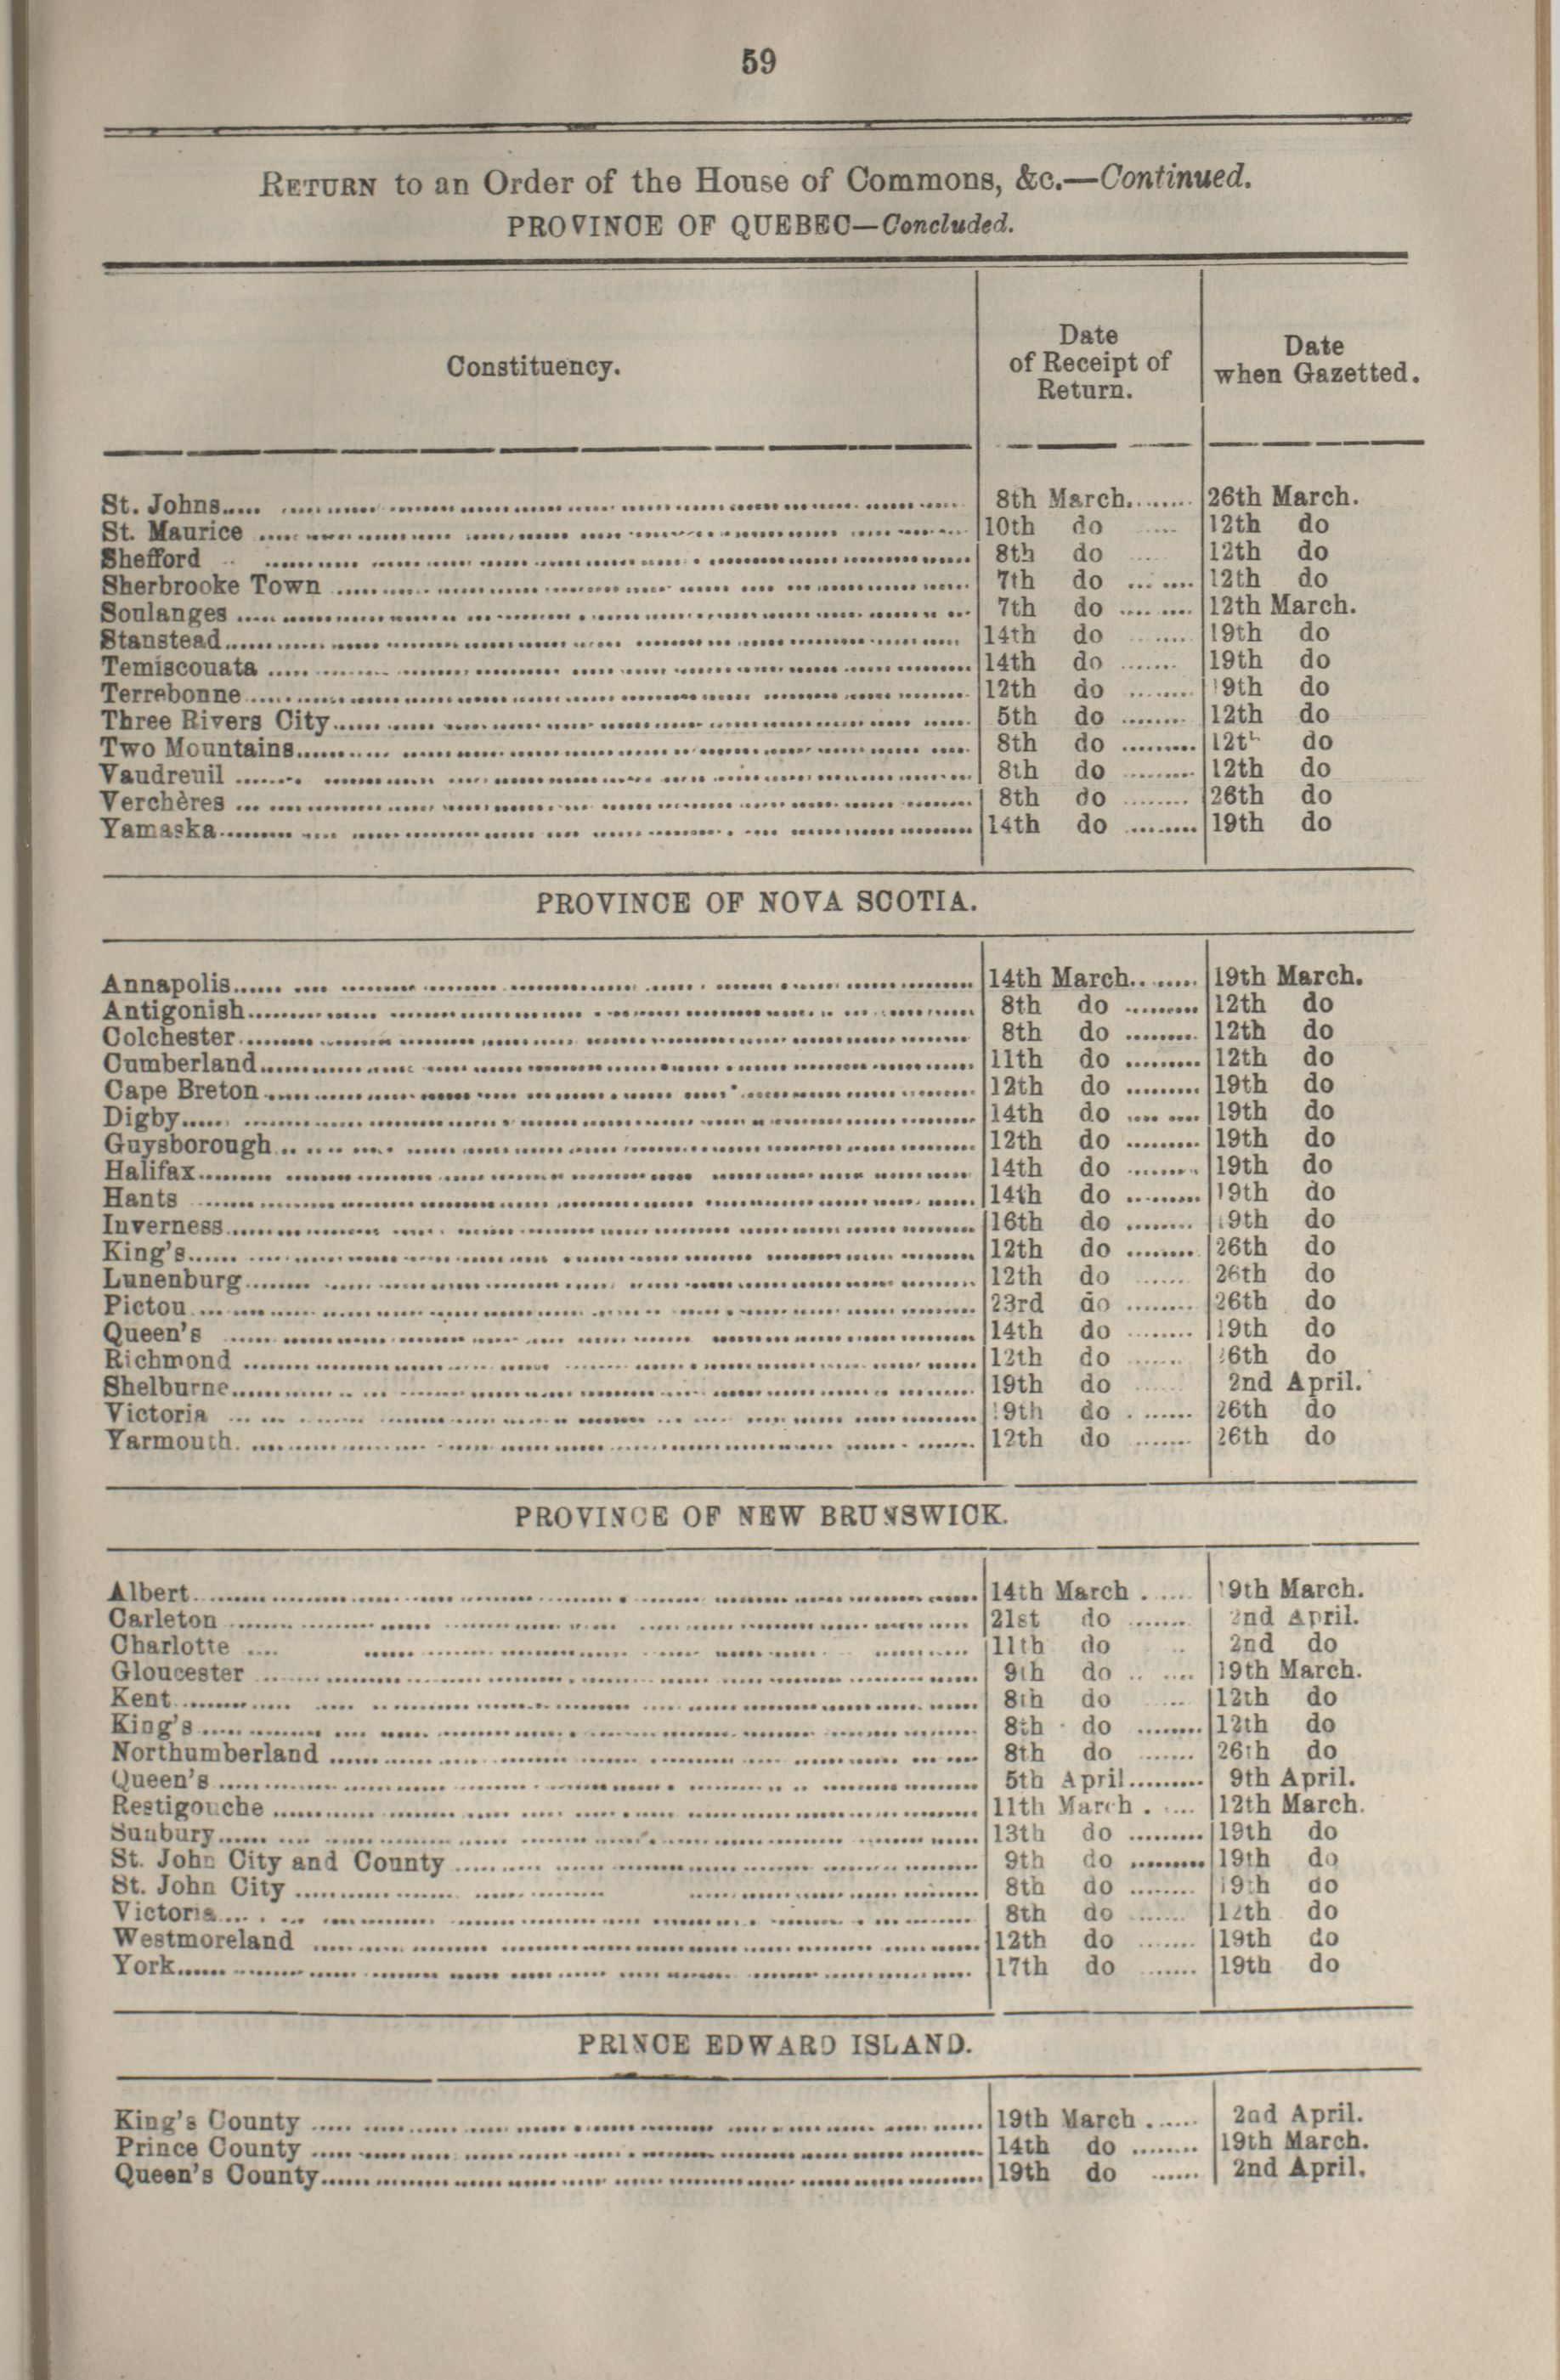 59
RETURN to an Order of the House of Commons, &c.—Continued.
PROVINCE OF QUEBEC—Concluded.
Constituency.
Date of Receipt of Return.
Date when Gazetted.
St. Johns 8th March 26th March.
St. Maurice 10th do 12th do
Shefford 8th do 12th do
Sherbrooke Town 7th do 12th do
Soulanges 7th do 12th March.
Stanstead 14th do 19th do
Temiscouata 14th do 19th do
Terrebonne 12th do 19th do
Three Rivers City 5th do 12th do
Two Mountains 8th do 12th do
Vaudreuil 8th do 12th do
Verchères 8th do 26th do
Yamaska 14th do 19th do
PROVINCE OF NOVA SCOTIA.
Annapolis 14th March 19th March.
Antigonish 8th do 12th do
Colchester 8th do 12th do
Cumberland 11th do 12th do
Cape Breton 12th do 19th do
Digby 14th do 19th do
Guysborough 12th do 19th do
Halifax 14th do 19th do
Hants 14th do 19th do
Inverness 16th do 19th do
King's 12th do 26th do
Lunenburg 12th do 26th do
Pictou 23rd do 26th do
Queen's 14th do 19th do
Richmond 12th do 26th do
Shelburne 19th do 2nd April.
Victoria 19th do 26th do
Yarmouth 12th do 26th do
PROVINCE OF NEW BRUNSWICK.
Albert 14th March 19th March.
Carleton 21st do 2nd April.
Charlotte 11th do 2nd do
Gloucester 9th do 19th March.
Kent 8th do 12th do
King's 8th do 12th do
Northumberland 8th do 26th do
Queen's 5th April 9th April.
Restigouche 11th March 12th March.
Sunbury 13th do 19th do
St. John City and County 9th do 19th do
St. John City 8th do 19th do
Victoria 8th do 12th do
Westmoreland 12th do 19th do
York 17th do 19th do
PRINCE EDWARD ISLAND.
King's County 19th March 2nd April.
Prince County 14th do 19th March.
Queen's County 19th do 2nd April.